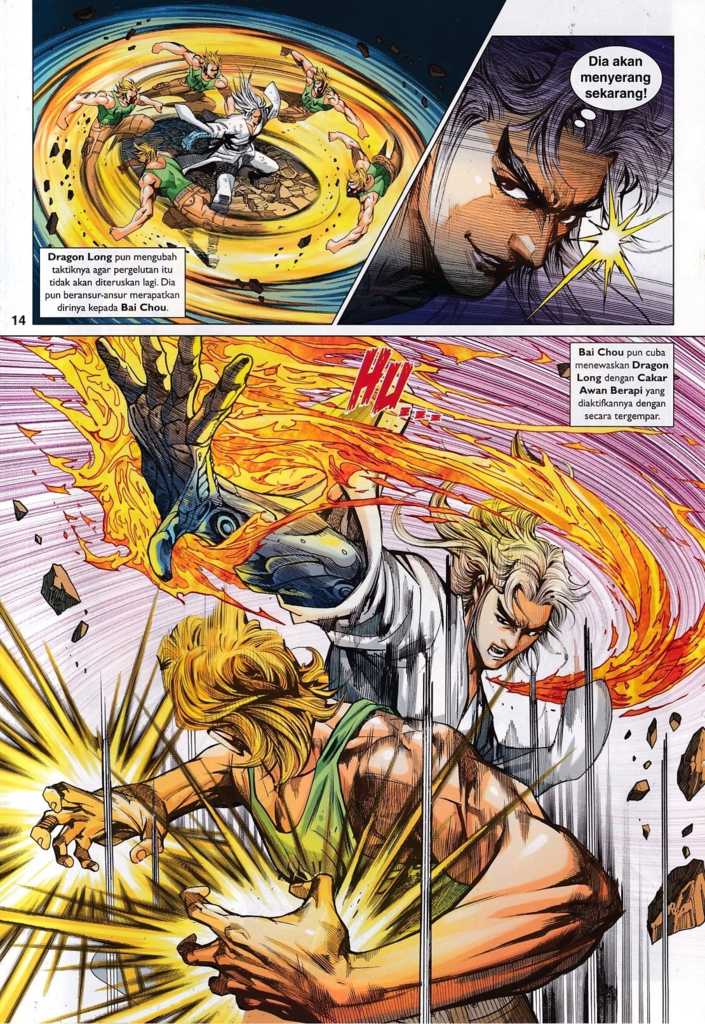 Dia akan
menyerang
sekarang!
Dragon Long pun mengubah
taktiknya agar pergelutan itu
tidak akan diteruskan lagi. Dia
pun beransur-ansur merapatkan
dirinya kepada Bai Chou.
14
HU...
Bai Chou pun cuba
menewaskan Dragon
Long dengan Cakar
Awan Berapi yang
diaktifkannya dengan
secara tergempar.